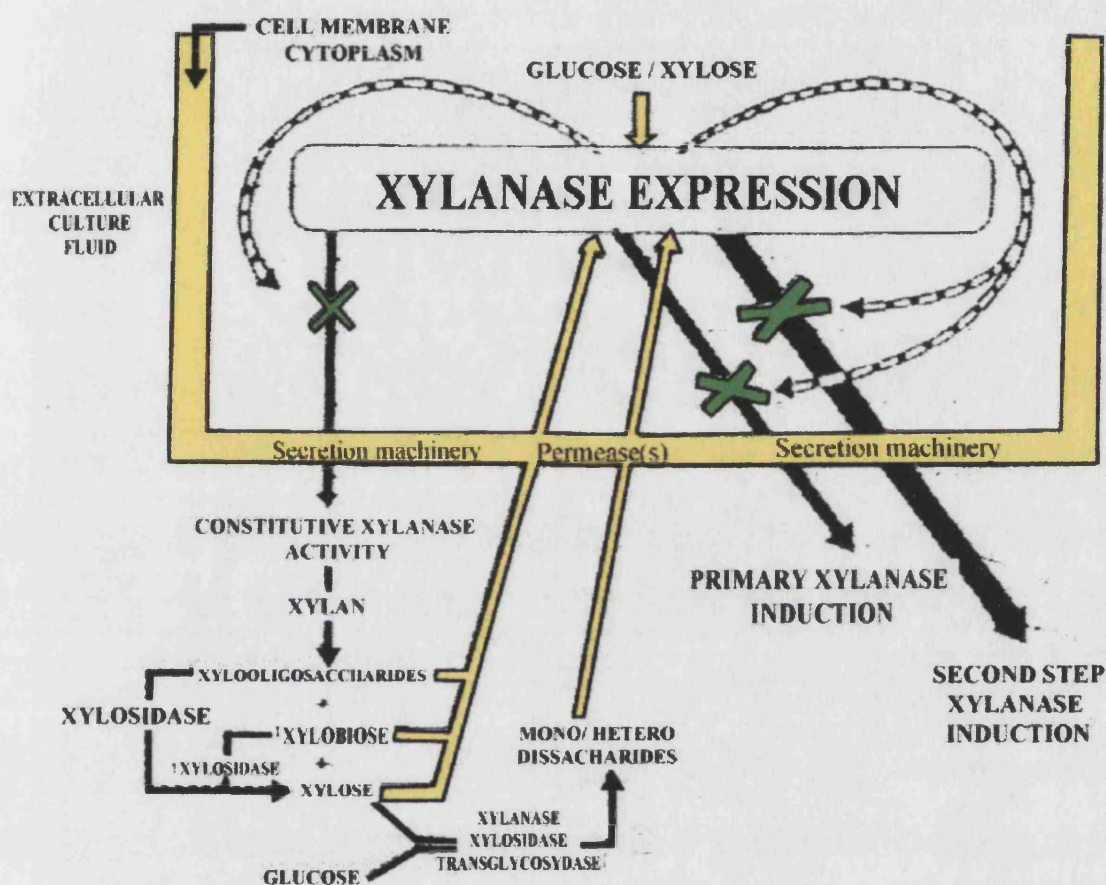 CELL MEMBRANE
CYTOPLASM
GLUCOSE / XYLOSE
XYLANASE EXPRESSION
EXTRACELLULAR
CULTURE
FLUID
Secretion machinery
Permease(s)
Secretion machinery
CONSTITUTIVE XYLANASE
ACTIVITY
XYLAN
PRIMARY XYLANASE
INDUCTION
XYLOOLIGOSACCHARIDES
+
XYLOSIDASE
↑XYLOBIOSE
+
↑XYLOSIDASE
XYLOSE
MONO/ HETERO
DISSACHARIDES
SECOND STEP
XYLANASE
INDUCTION
XYLANASE
XYLOSIDASE
TRANSGLYCOSYDASE
GLUCOSE